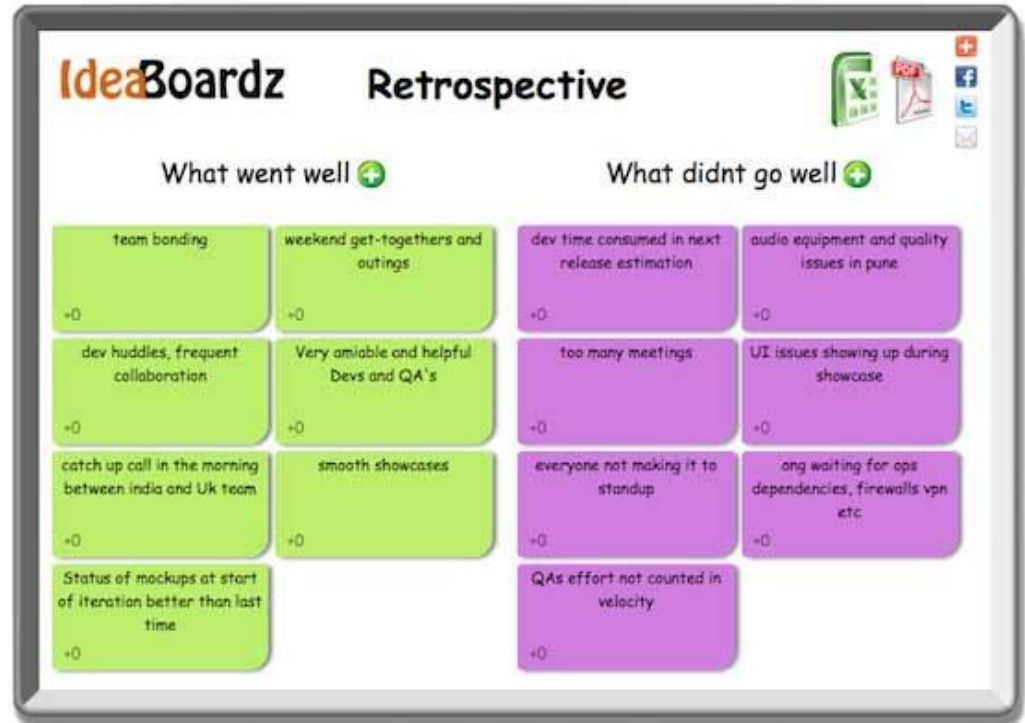 IdeaBoardz
Retrospective
PDF
What went well
What didnt go well
team bonding
+0
weekend get-togethers and
outings
+0
dev huddles, frequent
collaboration
+0
Very amiable and helpful
Devs and QA's
+0
catch up call in the morning
between india and Uk team
+0
smooth showcases
+0
Status of mockups at start
of iteration better than last
time
+0
dev time consumed in next
release estimation
+0
audio equipment and quality
issues in pune
+0
too many meetings
+0
UI issues showing up during
showcase
+0
everyone not making it to
standup
+0
ong waiting for ops
dependencies, firewalls vpn
etc
+0
QAs effort not counted in
velocity
+0